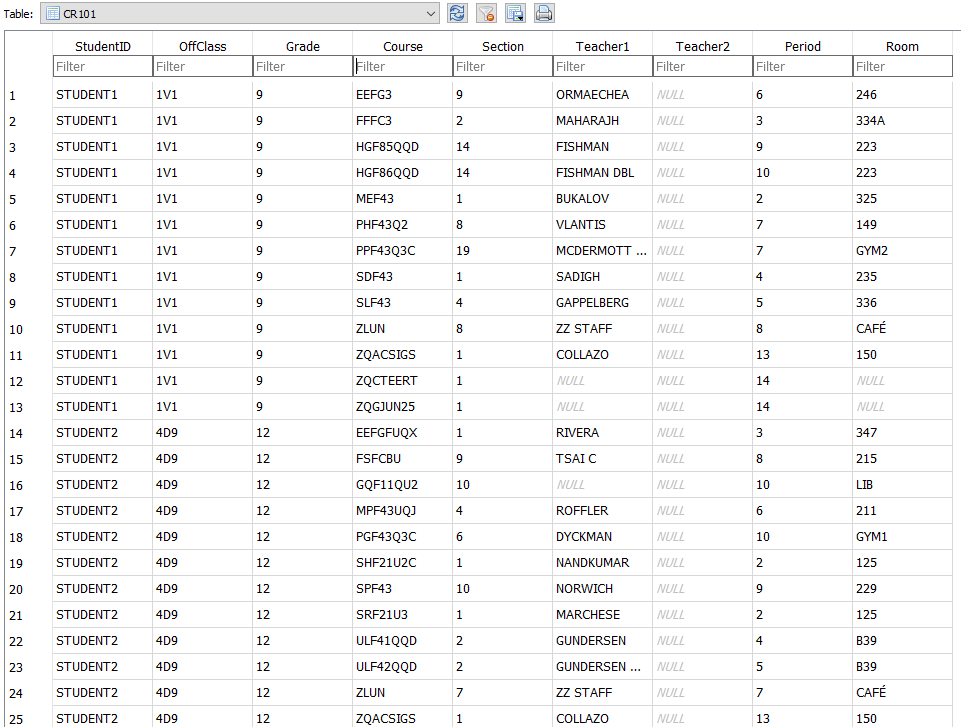 Table: CR101
StudentID OffClass Grade Course Section Teacher1 Teacher2 Period Room
Filter Filter Filter Filter Filter Filter Filter Filter Filter
1 STUDENT1 1V1 9 EEFG3 9 ORMAECHEA NULL 6 246
2 STUDENT1 1V1 9 FFFC3 2 MAHARAJH NULL 3 334A
3 STUDENT1 1V1 9 HGF85QQD 14 FISHMAN NULL 9 223
4 STUDENT1 1V1 9 HGF86QQD 14 FISHMAN DBL NULL 10 223
5 STUDENT1 1V1 9 MEF43 1 BUKALOV NULL 2 325
6 STUDENT1 1V1 9 PHF43Q2 8 VLANTIS NULL 7 149
7 STUDENT1 1V1 9 PPF43Q3C 19 MCDERMOTT ... NULL 7 GYM2
8 STUDENT1 1V1 9 SDF43 1 SADIGH NULL 4 235
9 STUDENT1 1V1 9 SLF43 4 GAPPELBERG NULL 5 336
10 STUDENT1 1V1 9 ZLUN 8 ZZ STAFF NULL 8 CAFÉ
11 STUDENT1 1V1 9 ZQACSIGS 1 COLLAZO NULL 13 150
12 STUDENT1 1V1 9 ZQCTEERT 1 NULL NULL 14 NULL
13 STUDENT1 1V1 9 ZQGJUN25 1 NULL NULL 14 NULL
14 STUDENT2 4D9 12 EEFGFUQX 1 RIVERA NULL 3 347
15 STUDENT2 4D9 12 FSFCBU 9 TSAI C NULL 8 215
16 STUDENT2 4D9 12 GQF11QU2 10 NULL NULL 10 LIB
17 STUDENT2 4D9 12 MPF43UQJ 4 ROFFLER NULL 6 211
18 STUDENT2 4D9 12 PGF43Q3C 6 DYCKMAN NULL 10 GYM1
19 STUDENT2 4D9 12 SHF21U2C 1 NANDKUMAR NULL 2 125
20 STUDENT2 4D9 12 SPF43 10 NORWICH NULL 9 229
21 STUDENT2 4D9 12 SRF21U3 1 MARCHESE NULL 2 125
22 STUDENT2 4D9 12 ULF41QQD 2 GUNDERSEN NULL 4 B39
23 STUDENT2 4D9 12 ULF42QQD 2 GUNDERSEN ... NULL 5 B39
24 STUDENT2 4D9 12 ZLUN 7 ZZ STAFF NULL 7 CAFÉ
25 STUDENT2 4D9 12 ZQACSIGS 1 COLLAZO NULL 13 150